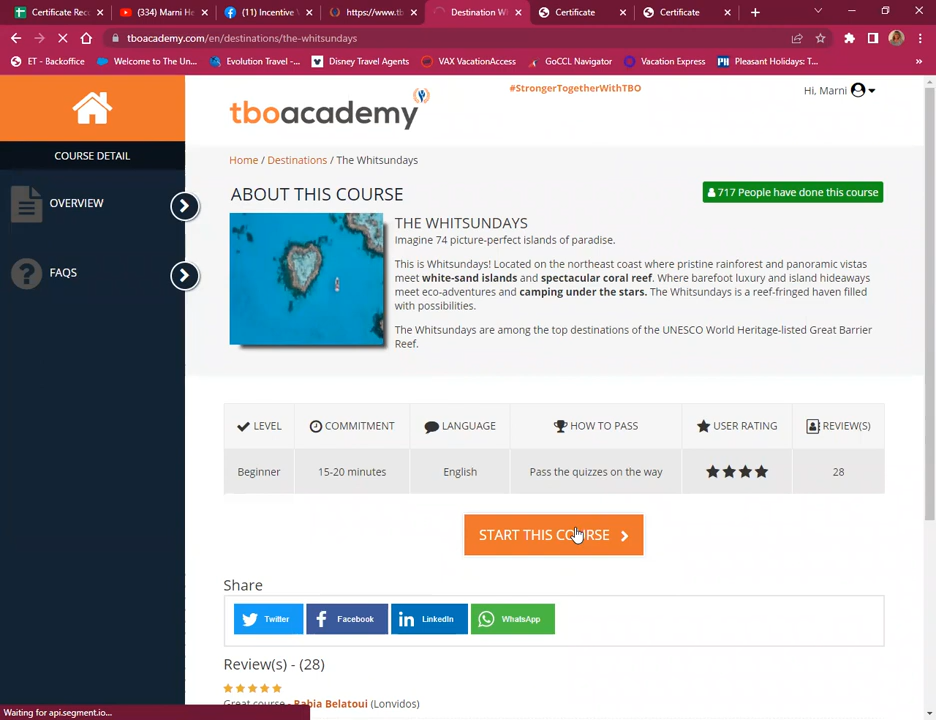 Certificate Rec
(334) Marni He
(11) Incentive
https://www.tb
Destination W
Certificate
Certificate
tboacademy.com/en/destinations/the-whitsundays
ET - Backoffice
Welcome to The Un...
Evolution Travel -...
Disney Travel Agents
VAX VacationAccess
GoCCL Navigator
Vacation Express
Pleasant Holidays: T...
»
#StrongerTogetherWithTBO
Hi, Marni
tboacademy
COURSE DETAIL
OVERVIEW
FAQS
Home / Destinations / The Whitsundays
ABOUT THIS COURSE
717 People have done this course
THE WHITSUNDAYS
Imagine 74 picture-perfect islands of paradise.
This is Whitsundays! Located on the northeast coast where pristine rainforest and panoramic vistas
meet white-sand islands and spectacular coral reef. Where barefoot luxury and island hideaways
meet eco-adventures and camping under the stars. The Whitsundays is a reef-fringed haven filled
with possibilities.
The Whitsundays are among the top destinations of the UNESCO World Heritage-listed Great Barrier
Reef.
LEVEL COMMITMENT LANGUAGE HOW TO PASS USER RATING REVIEW(S)
Beginner 15-20 minutes English Pass the quizzes on the way 28
START THIS COURSE
Share
Twitter Facebook LinkedIn WhatsApp
Review(s) - (28)
Great course - Rabia Belatoui (Lonvidos)
Waiting for api.segment.io...